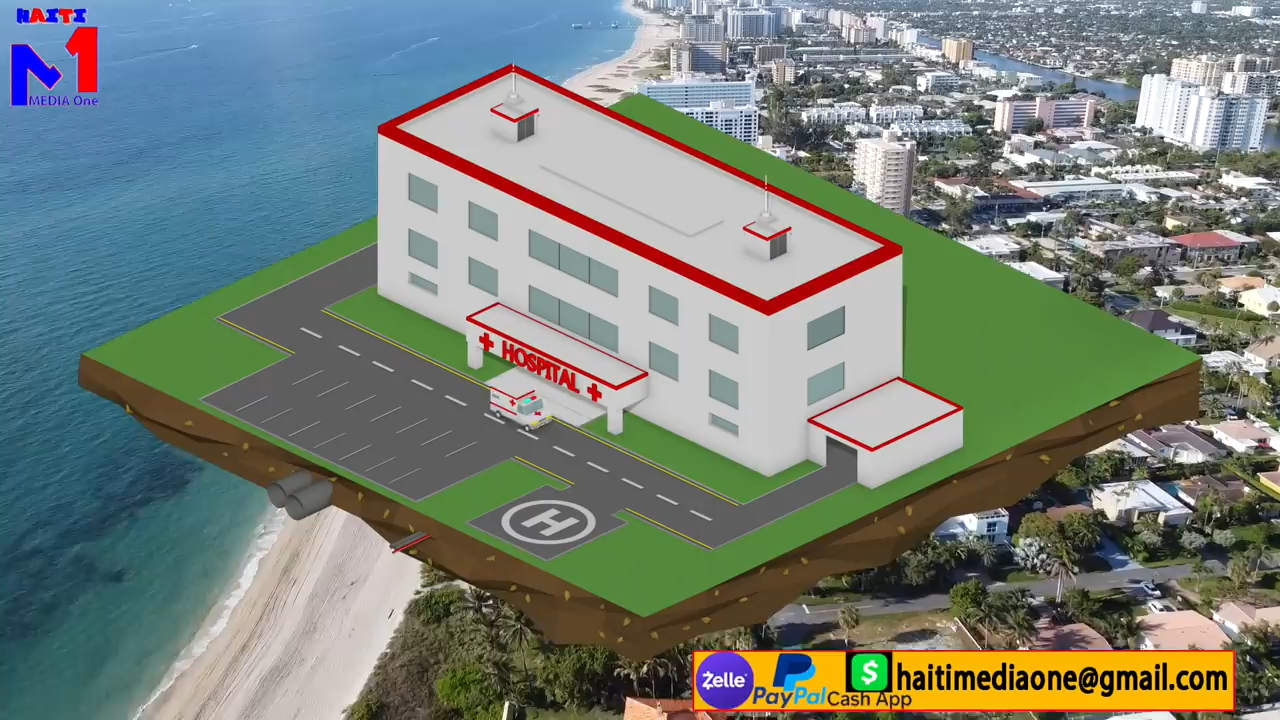 HAITI
M1
MEDIA One
HOSPITAL
H
Zelle
PayPal
Cash App
$
haitimediaone@gmail.com